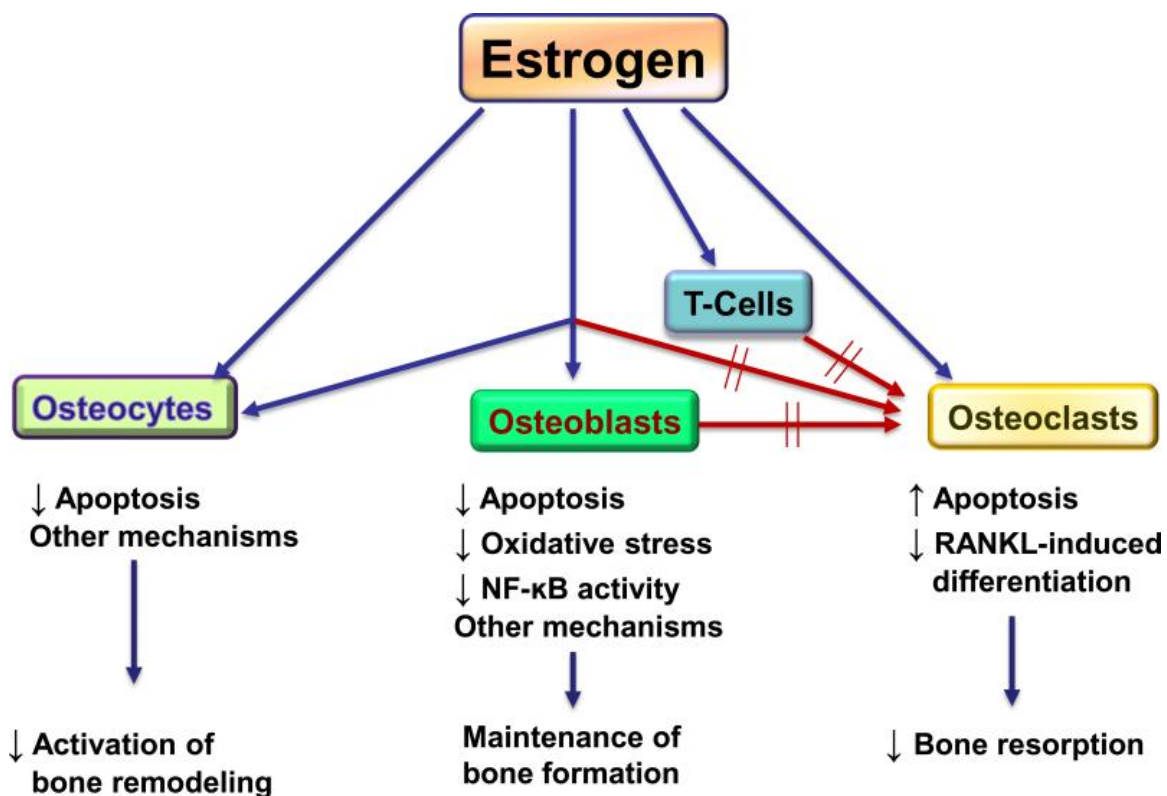 Estrogen
T-Cells
Osteocytes
Osteoblasts
Osteoclasts
↓ Apoptosis
Other mechanisms
↓ Activation of
bone remodeling
↓ Apoptosis
↓ Oxidative stress
↓ NF-κB activity
Other mechanisms
Maintenance of
bone formation
↑ Apoptosis
↓ RANKL-induced
differentiation
↓ Bone resorption